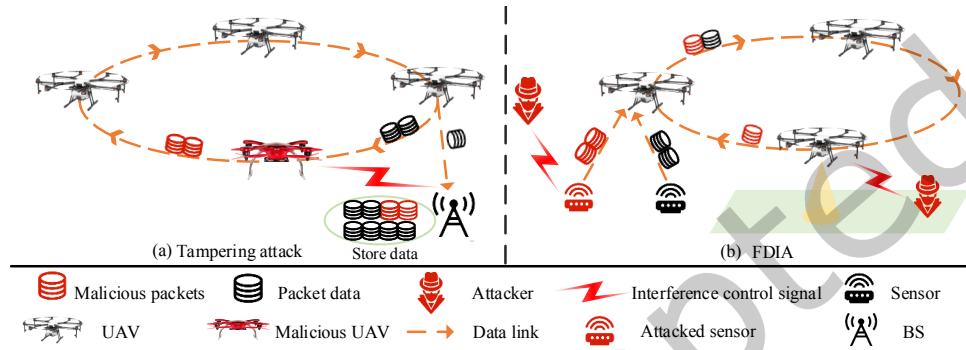 (a) Tampering attack
Store data
(b) FDIA
Malicious packets
Packet data
Attacker
Interference control signal
Sensor
UAV
Malicious UAV
Data link
Attacked sensor
BS
pted